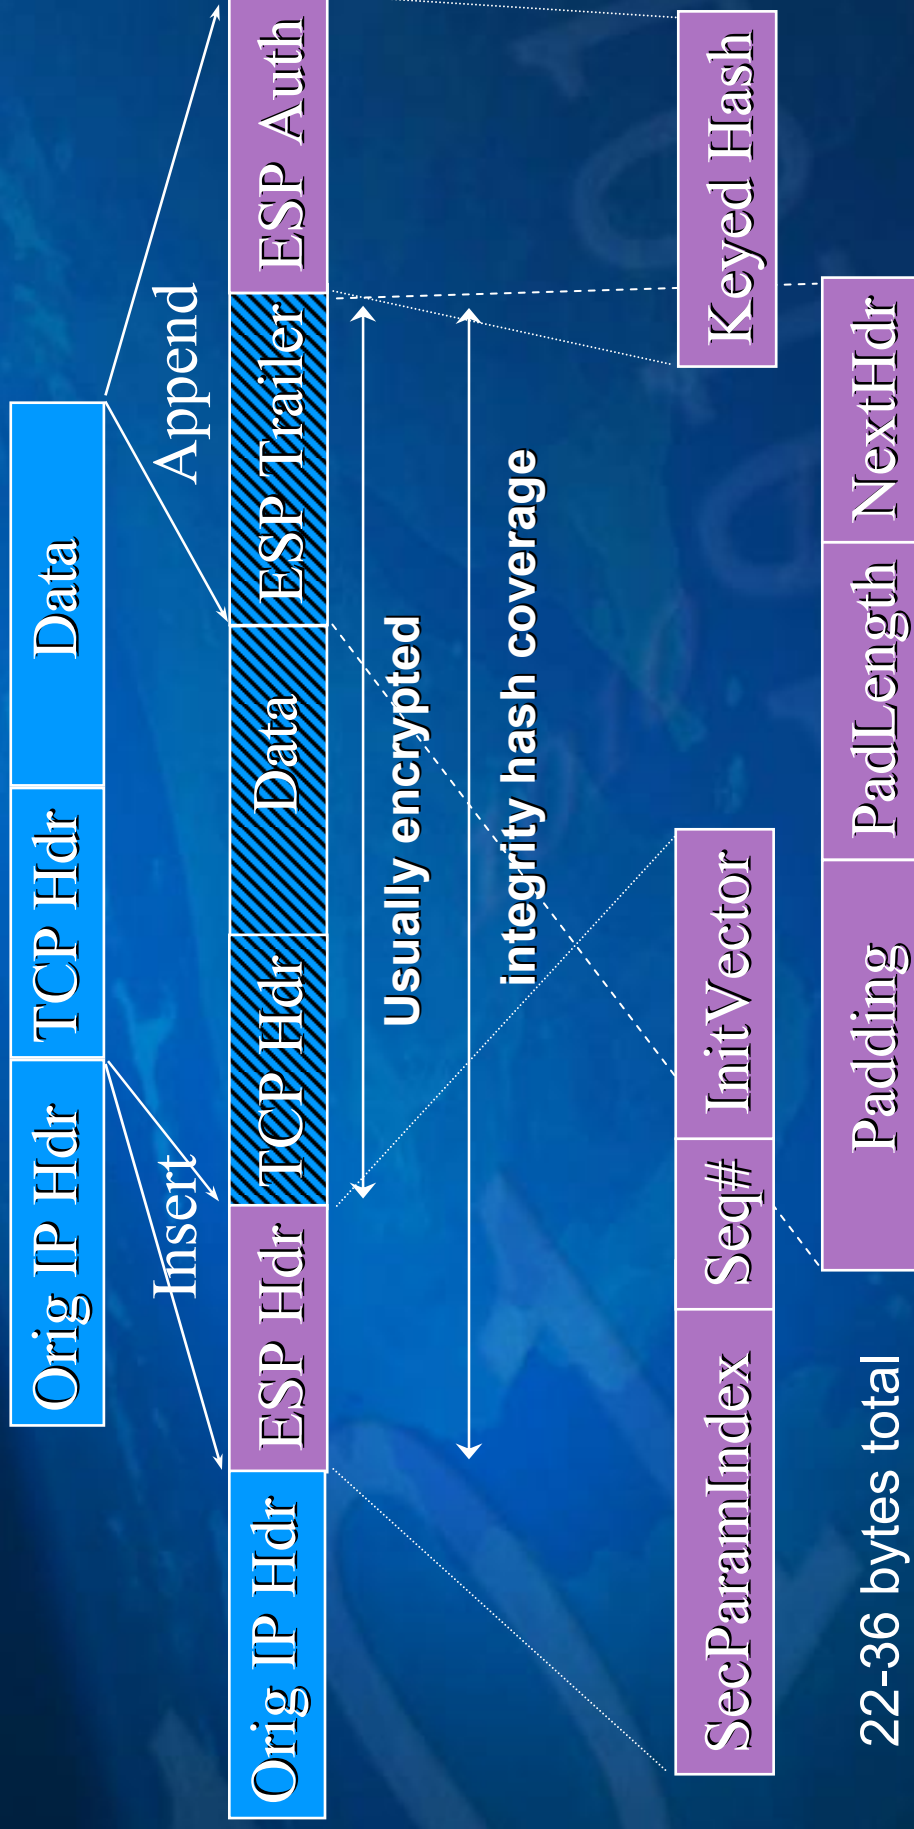 Orig IP Hdr TCP Hdr Data
Insert Append
Orig IP Hdr ESP Hdr TCP Hdr Data ESP Trailer ESP Auth
Usually encrypted
integrity hash coverage
SecParamIndex Seq# InitVector Keyed Hash
Padding PadLength NextHdr
22-36 bytes total